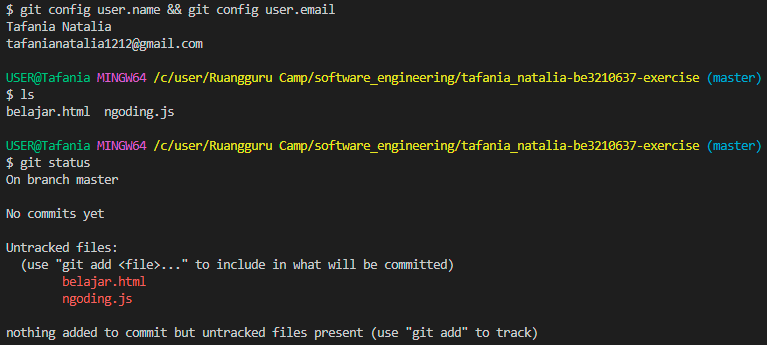 $ git config user.name && git config user.email
Tafania Natalia
tafanianatalia1212@gmail.com
USER@Tafania MINGW64 /c/user/Ruangguru Camp/software_engineering/tafania_natalia-be3210637-exercise (master)
$ ls
belajar.html  ngoding.js
USER@Tafania MINGW64 /c/user/Ruangguru Camp/software_engineering/tafania_natalia-be3210637-exercise (master)
$ git status
On branch master
No commits yet
Untracked files:
  (use "git add <file>..." to include in what will be committed)
        belajar.html
        ngoding.js
nothing added to commit but untracked files present (use "git add" to track)